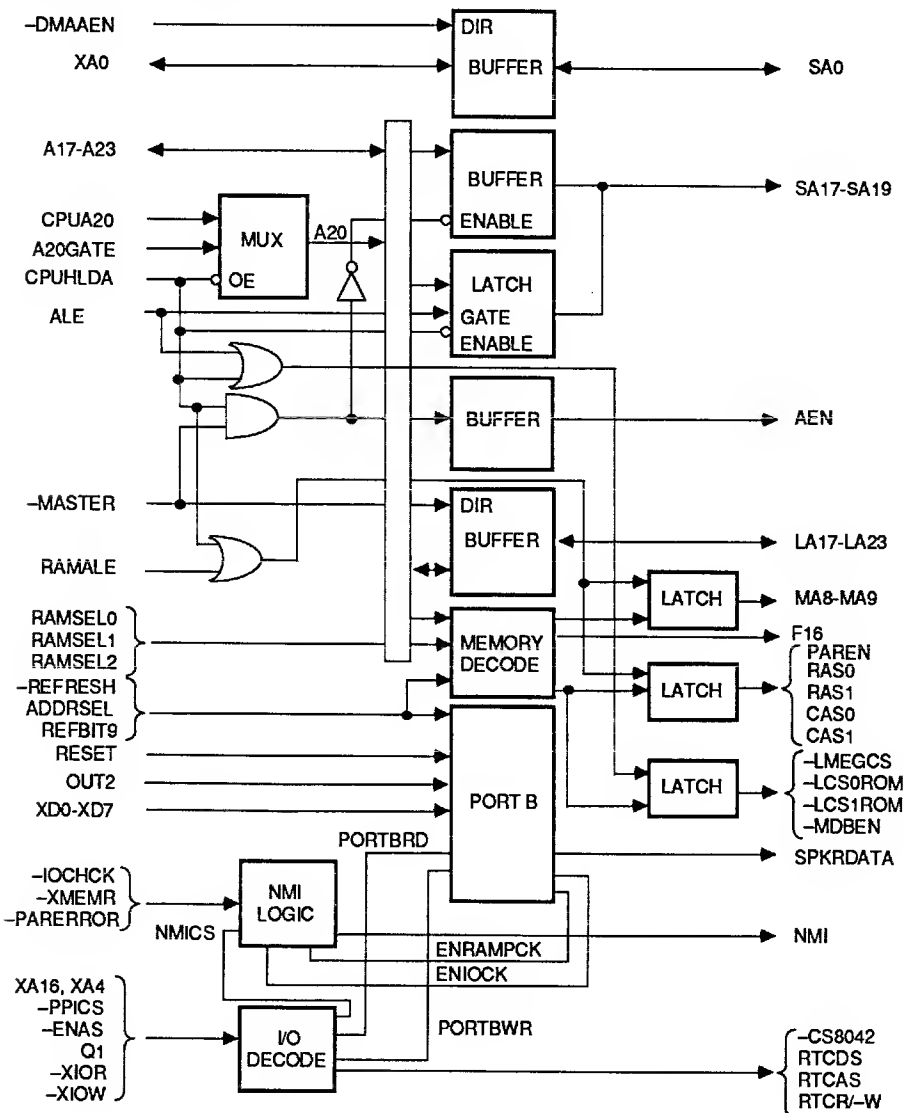 –DMAAEN
DIR
XA0
BUFFER
SA0
A17-A23
BUFFER
SA17-SA19
CPUA20
MUX
A20
ENABLE
A20GATE
CPUHLDA
OE
LATCH
ALE
GATE
ENABLE
BUFFER
AEN
–MASTER
DIR
BUFFER
LA17-LA23
RAMALE
LATCH
MA8-MA9
RAMSEL0
RAMSEL1
RAMSEL2
MEMORY
DECODE
F16
PAREN
RAS0
RAS1
CAS0
CAS1
LATCH
–REFRESH
ADDRSEL
REFBIT9
RESET
OUT2
XD0-XD7
PORT B
LATCH
–LMEGCS
–LCS0ROM
–LCS1ROM
–MDBEN
PORTBRD
SPKRDATA
–IOCHCK
–XMEMR
–PARERROR
NMI
LOGIC
NMICS
NMI
ENRAMPCK
ENIOCK
XA16, XA4
–PPICS
–ENAS
Q1
–XIOR
–XIOW
I/O
DECODE
PORTBWR
–CS8042
RTCDS
RTCAS
RTCR/–W